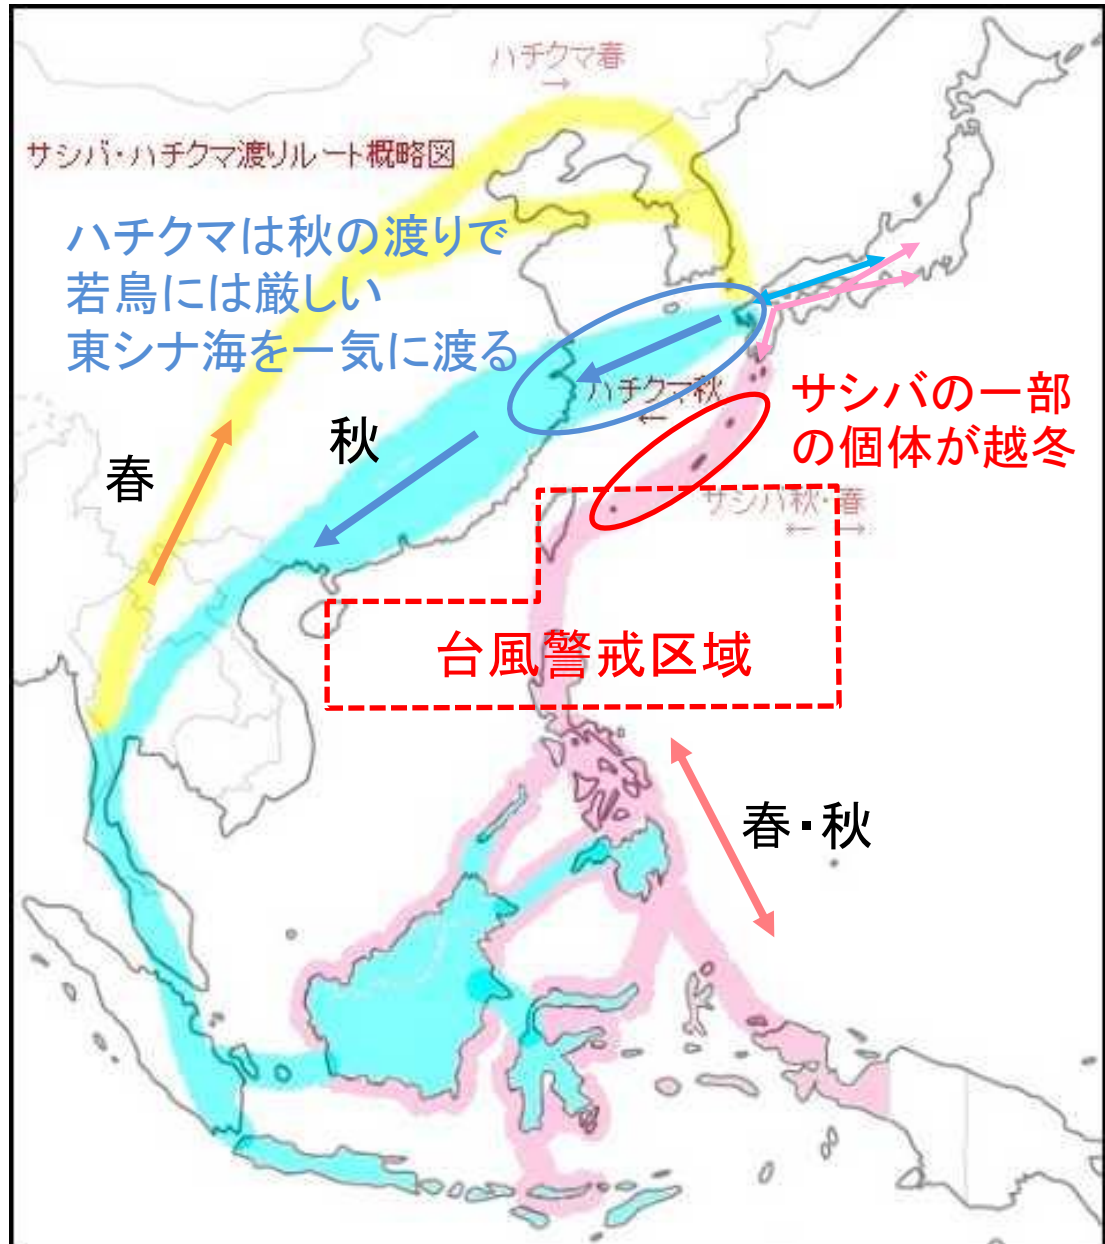 ハチクマ春
→
サシバ・ハチクマ渡りルート概略図
ハチクマは秋の渡りで
若鳥には厳しい
東シナ海を一気に渡る
ハチクマ秋
←
サシバの一部
の個体が越冬
秋
春
サシバ秋・春
← →
台風警戒区域
春・秋